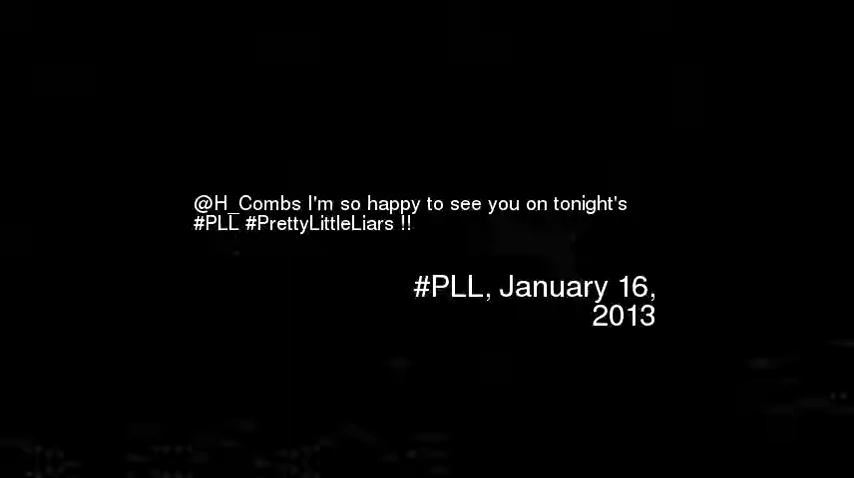 @H_Combs I'm so happy to see you on tonight's
#PLL #PrettyLittleLiars !!
#PLL, January 16,
2013